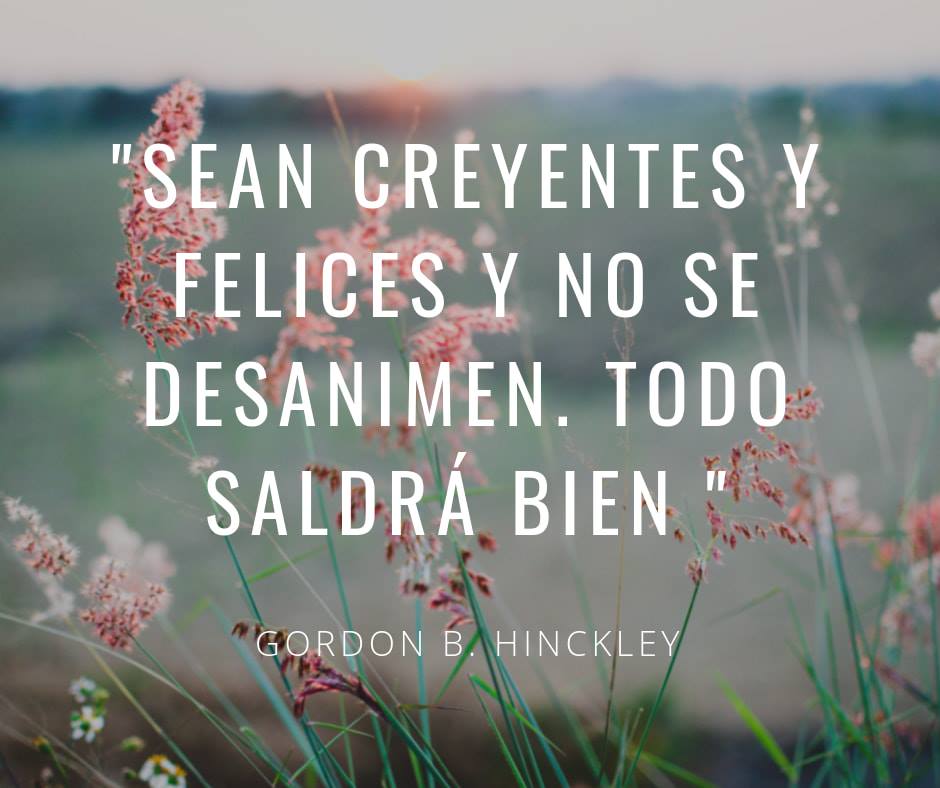 "SEAN CREYENTES Y
FELICES Y NO SE
DESANIMEN. TODO
SALDRÁ BIEN "
GORDON B. HINCKLEY